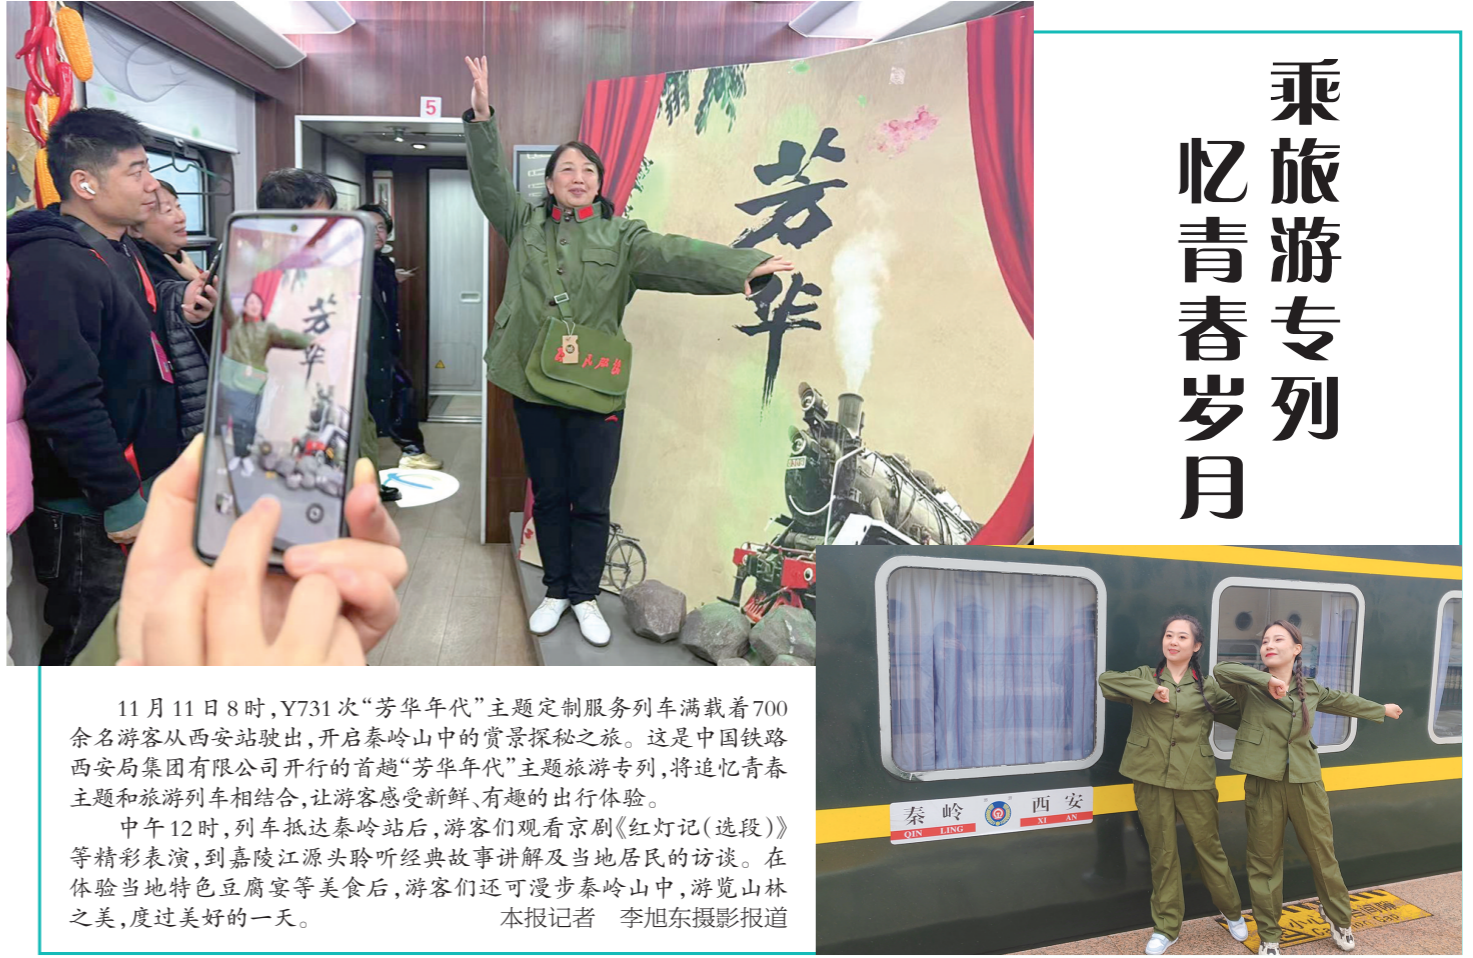 乘旅游专列
忆青春岁月
5
芳华
芳华
11月11日8时,Y731次“芳华年代”主题定制服务列车满载着700
余名游客从西安站驶出,开启秦岭山中的赏景探秘之旅。这是中国铁路
西安局集团有限公司开行的首趟“芳华年代”主题旅游专列,将追忆青春
主题和旅游列车相结合,让游客感受新鲜、有趣的出行体验。
中午12时,列车抵达秦岭站后,游客们观看京剧《红灯记(选段)》
等精彩表演,到嘉陵江源头聆听经典故事讲解及当地居民的访谈。在
体验当地特色豆腐宴等美食后,游客们还可漫步秦岭山中,游览山林
之美,度过美好的一天。 本报记者 李旭东摄影报道
秦岭 西安
QIN LING XI AN